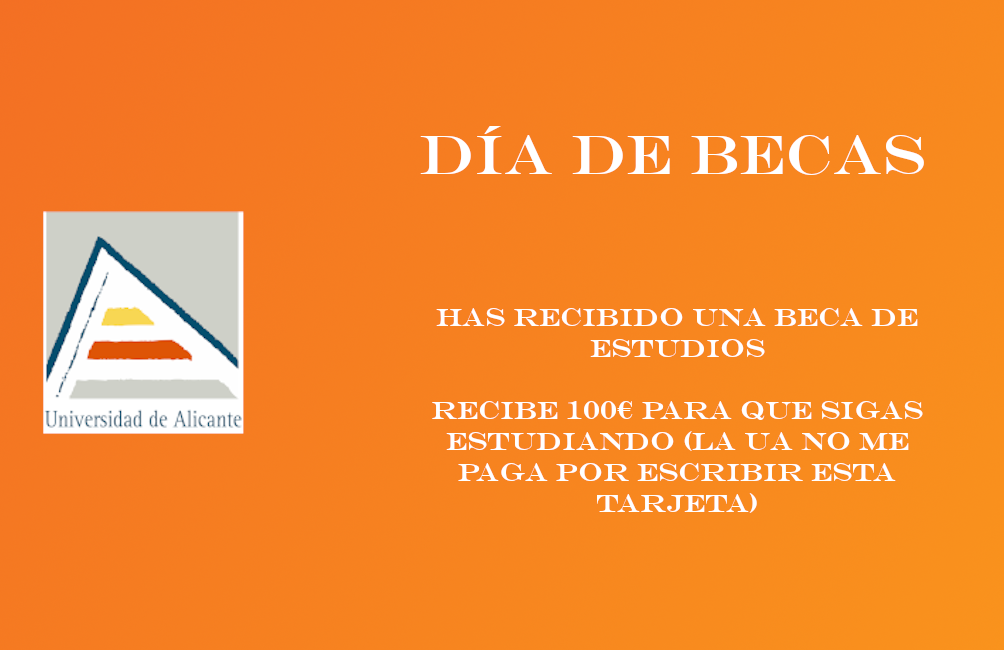 DÍA DE BECAS
Universidad de Alicante
HAS RECIBIDO UNA BECA DE
ESTUDIOS
RECIBE 100€ PARA QUE SIGAS
ESTUDIANDO (LA UA NO ME
PAGA POR ESCRIBIR ESTA
TARJETA)